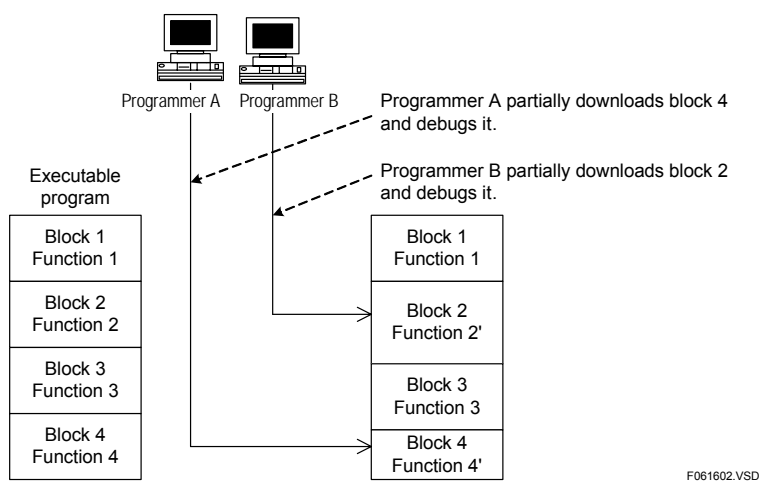 Programmer A
Programmer B
Programmer A partially downloads block 4
and debugs it.
Programmer B partially downloads block 2
and debugs it.
Executable
program
Block 1
Function 1
Block 2
Function 2
Block 3
Function 3
Block 4
Function 4
Block 1
Function 1
Block 2
Function 2'
Block 3
Function 3
Block 4
Function 4'
F061602.VSD